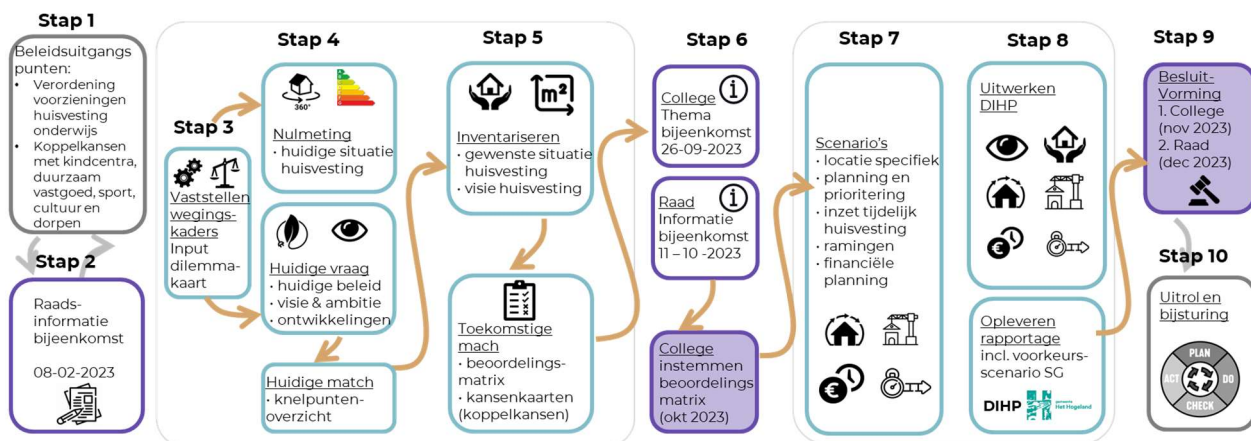 Stap 1
Beleidsuitgangs
punten:
• Verordening
voorzieningen
huisvesting
onderwijs
• Koppelkansen
met kindcentra,
duurzaam
vastgoed, sport,
cultuur en
dorpen
Stap 2
Raads-
informatie
bijeenkomst
08-02-2023
Stap 3
Vaststellen
wegings-
kaders
Input
dilemma-
kaart
Stap 4
360°
Nulmeting
• huidige situatie
huisvesting
Huidige vraag
• huidige beleid
• visie & ambitie
• ontwikkelingen
Huidige match
• knelpunten-
overzicht
Stap 5
m²
Inventariseren
• gewenste situatie
huisvesting
• visie huisvesting
Toekomstige
mach
• beoordelings-
matrix
• kansenkaarten
(koppelkansen)
Stap 6
College
Thema
bijeenkomst
26-09-2023
Raad
Informatie
bijeenkomst
11 – 10 -2023
College
instemmen
beoordelings
matrix
(okt 2023)
Stap 7
Scenario's
• locatie specifiek
• planning en
prioritering
• inzet tijdelijk
huisvesting
• ramingen
• financiële
planning
€
Stap 8
Uitwerken
DIHP
€
Opleveren
rapportage
incl. voorkeurs-
scenario SG
DIHP
gemeente
Het Hogeland
Stap 9
Besluit-
Vorming
1. College
(nov 2023)
2. Raad
(dec 2023)
Stap 10
Uitrol en
bijsturing
PLAN
DO
CHECK
ACT